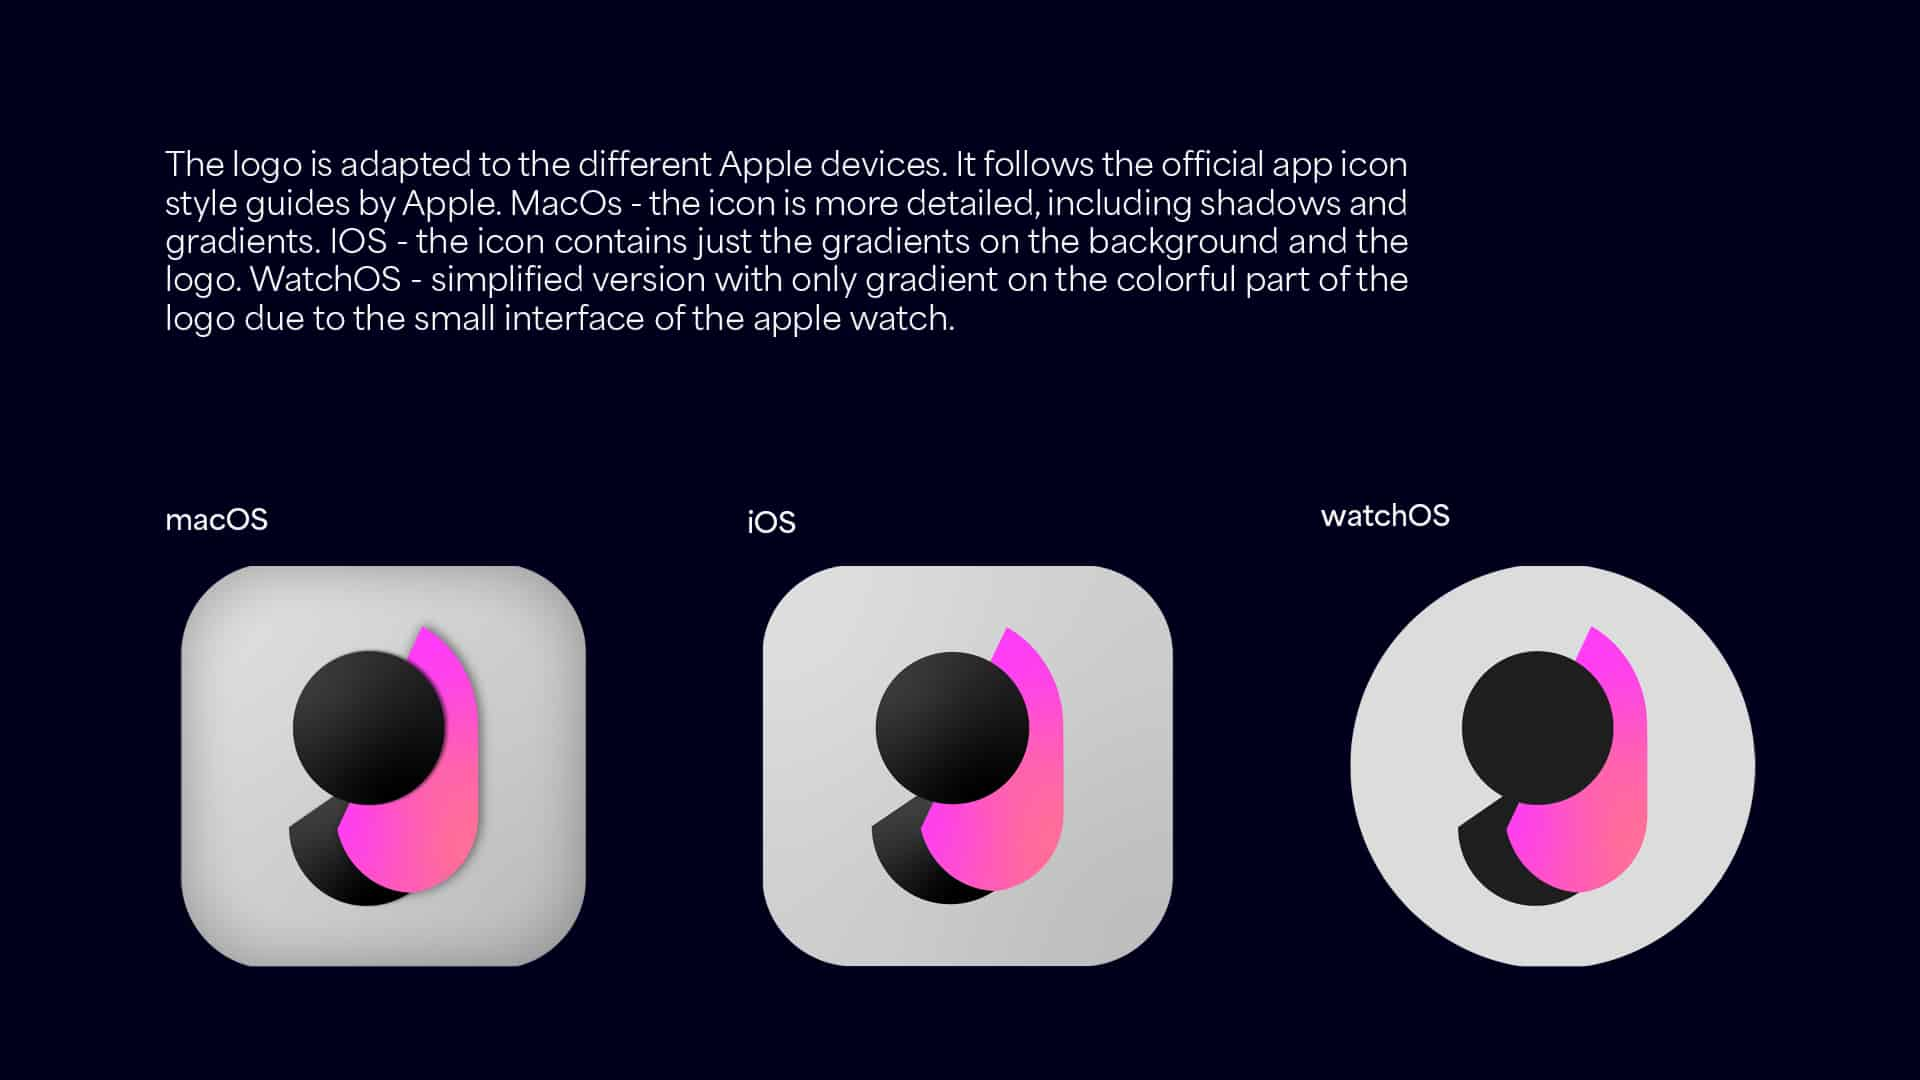 The logo is adapted to the different Apple devices. It follows the official app icon
style guides by Apple. MacOs - the icon is more detailed, including shadows and
gradients. IOS - the icon contains just the gradients on the background and the
logo. WatchOS - simplified version with only gradient on the colorful part of the
logo due to the small interface of the apple watch.
macOS
iOS
watchOS